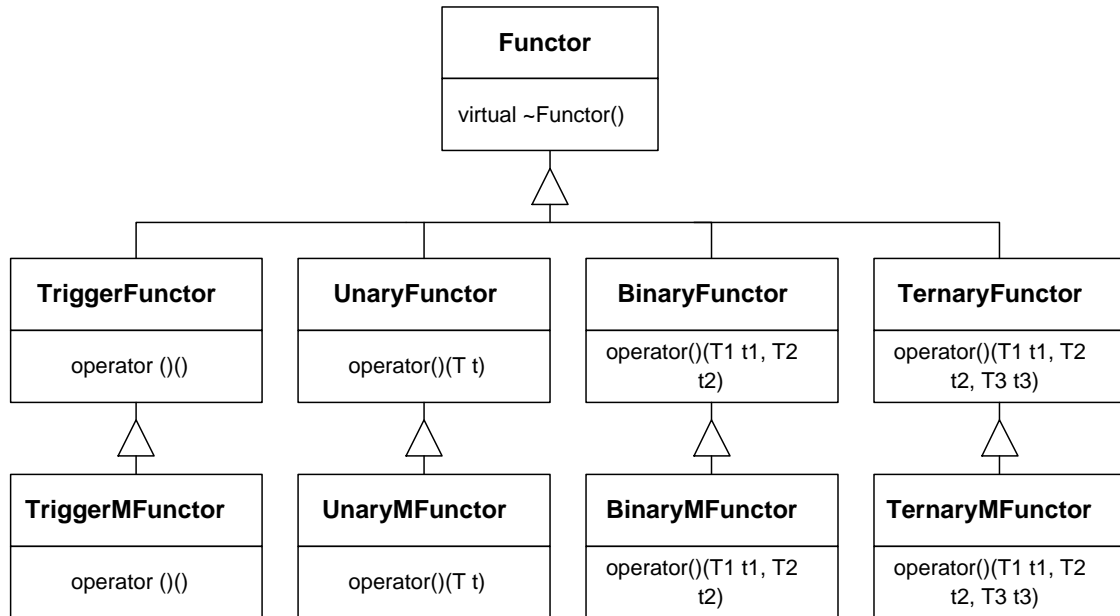 Functor
virtual ~Functor()
TriggerFunctor
operator ()()
UnaryFunctor
operator()(T t)
BinaryFunctor
operator()(T1 t1, T2
t2)
TernaryFunctor
operator()(T1 t1, T2
t2, T3 t3)
TriggerMFunctor
operator ()()
UnaryMFunctor
operator()(T t)
BinaryMFunctor
operator()(T1 t1, T2
t2)
TernaryMFunctor
operator()(T1 t1, T2
t2, T3 t3)